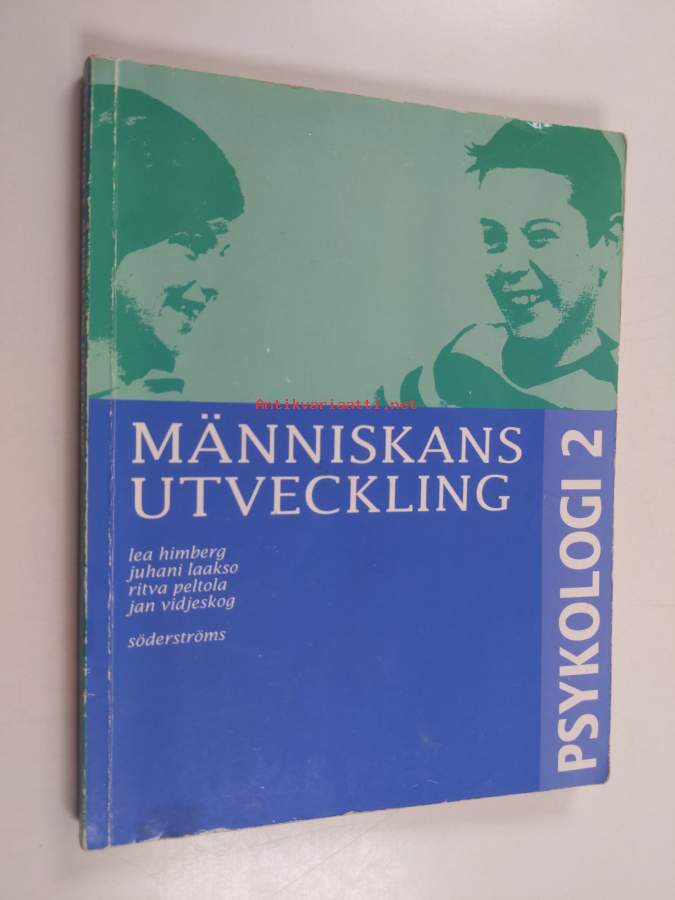 Antikvariaatti.net
MÄNNISKANS
UTVECKLING
lea himberg
juhani laakso
ritva peltola
jan vidjeskog
söderströms
PSYKOLOGI 2